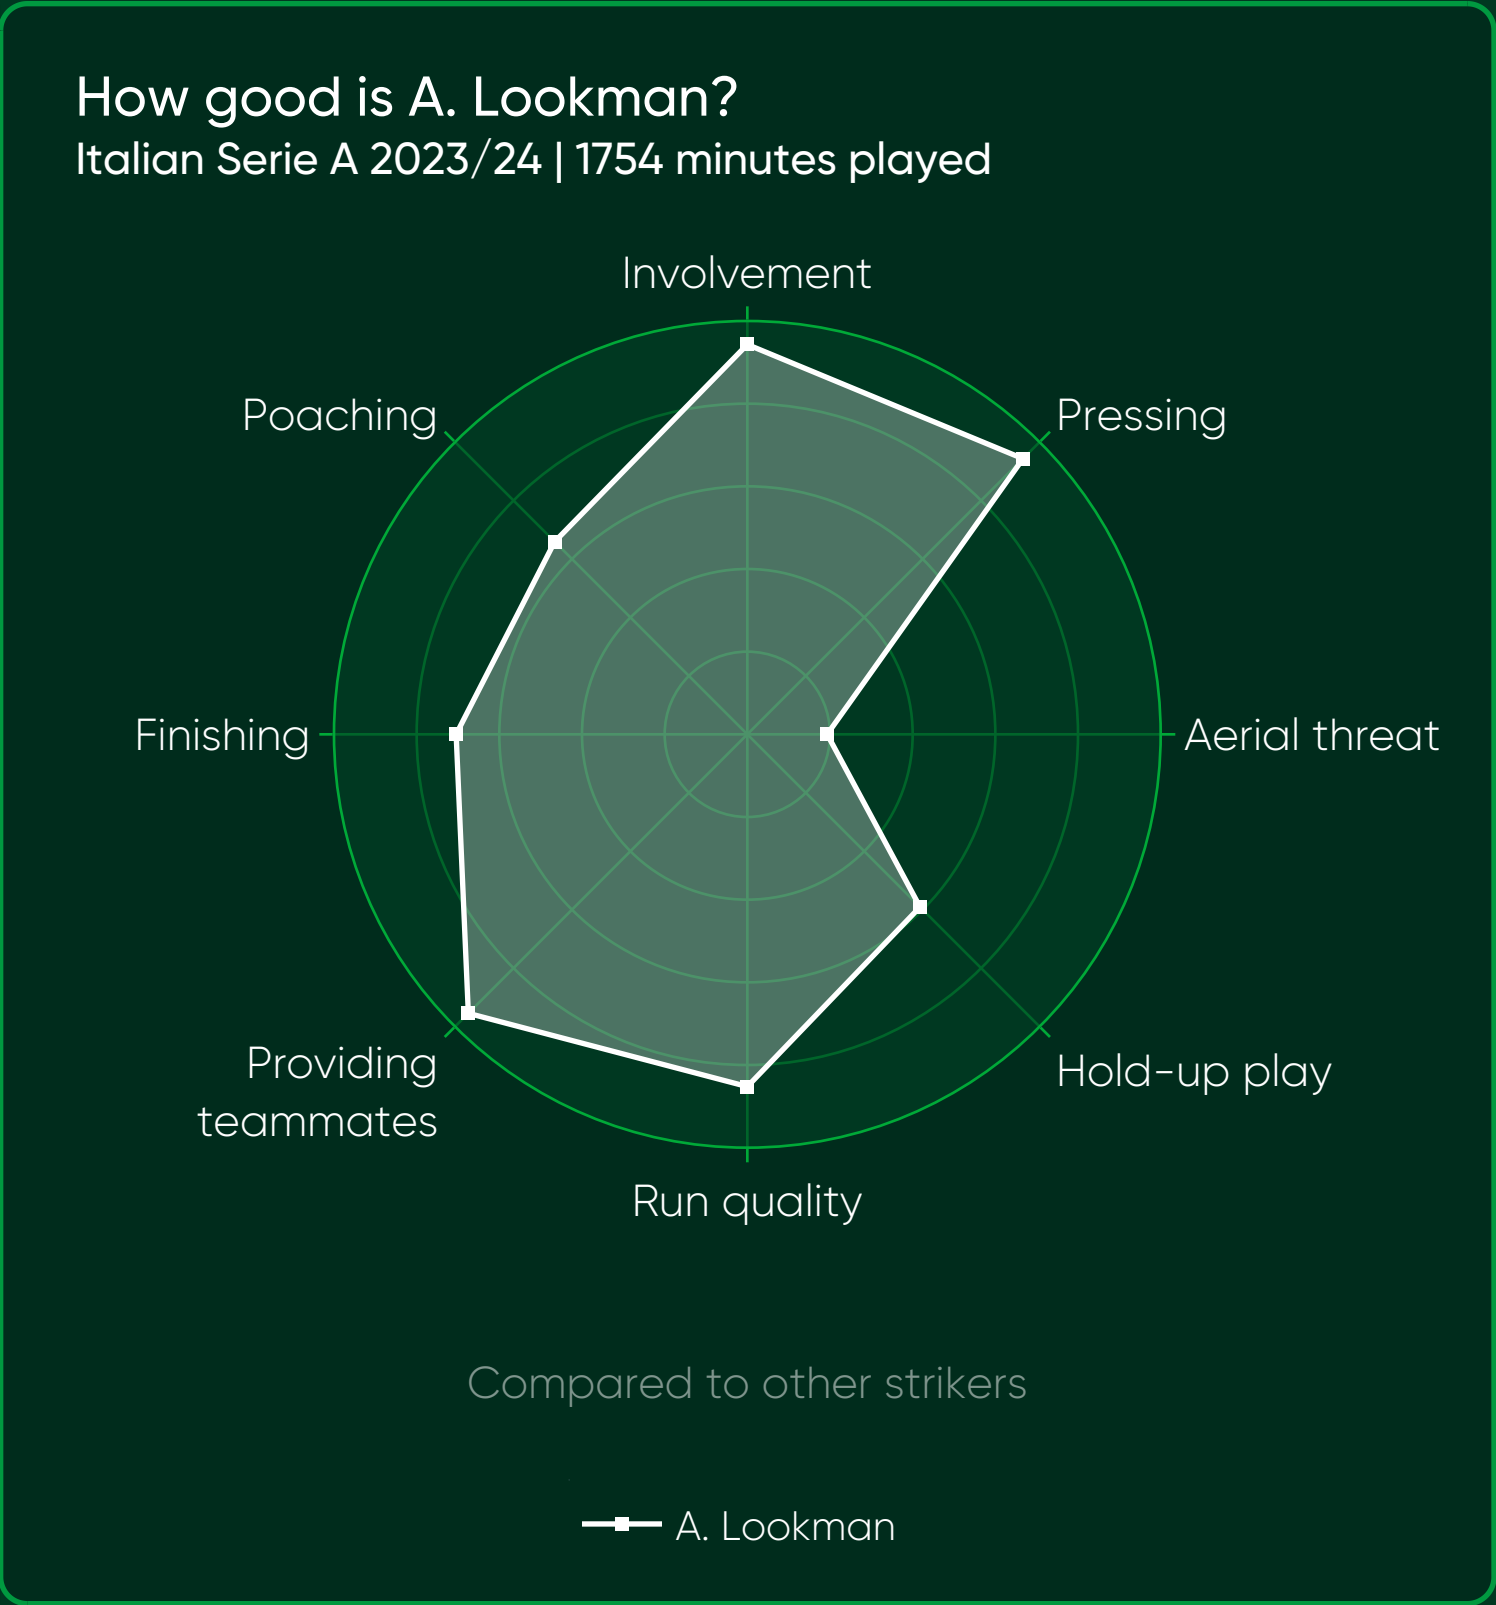 How good is A. Lookman?
Italian Serie A 2023/24 | 1754 minutes played
Involvement
Poaching
Pressing
Finishing
Aerial threat
Providing
teammates
Hold-up play
Run quality
Compared to other strikers
A. Lookman